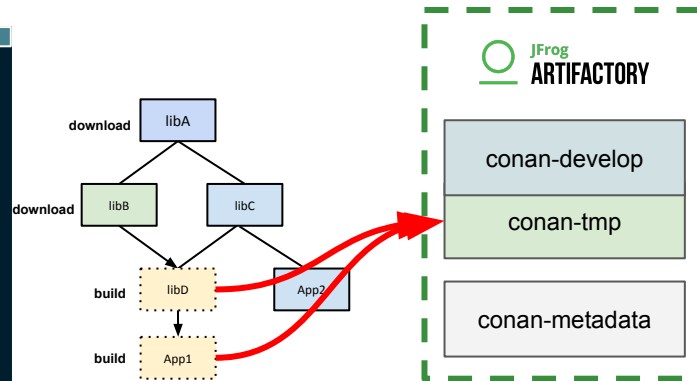 JFrog
ARTIFACTORY
download
libA
conan-develop
download
libB
libC
conan-tmp
build
libD
App2
conan-metadata
build
App1